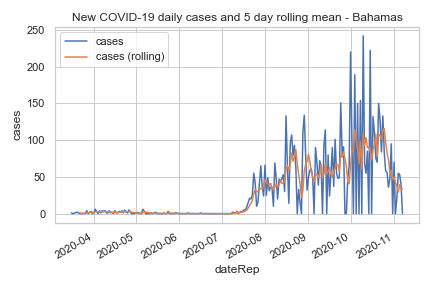 New COVID-19 daily cases and 5 day rolling mean - Bahamas
250
200
150
100
50
0
cases
cases
cases (rolling)
2020-04
2020-05
2020-06
2020-07
2020-08
2020-09
2020-10
2020-11
dateRep